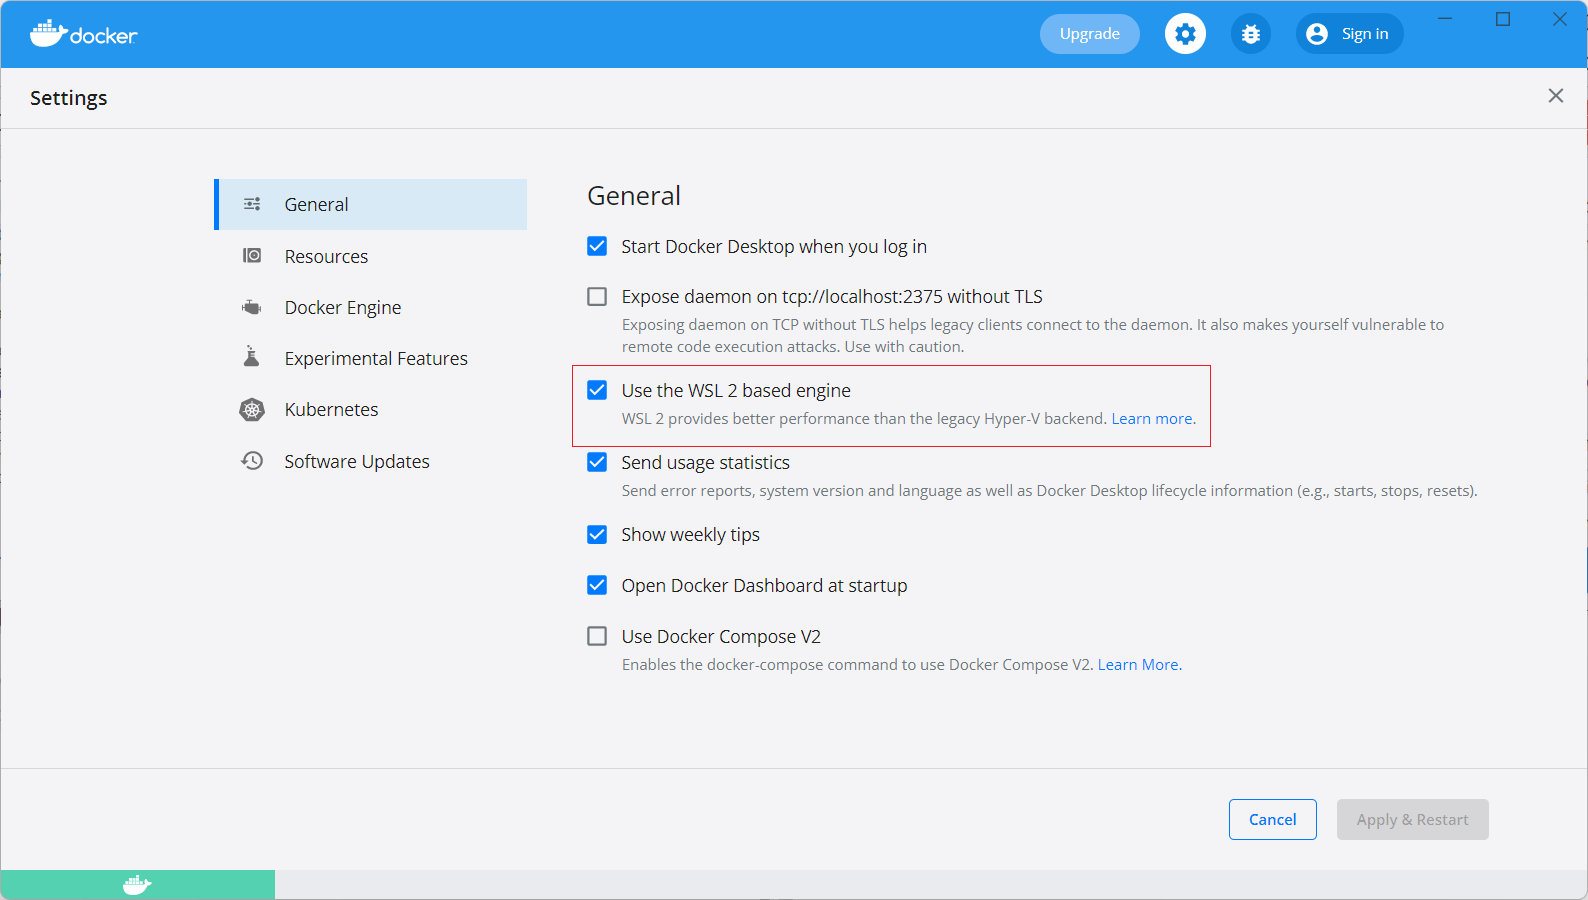 docker
Upgrade
Sign in
Settings
General
Resources
Docker Engine
Experimental Features
Kubernetes
Software Updates
General
Start Docker Desktop when you log in
Expose daemon on tcp://localhost:2375 without TLS
Exposing daemon on TCP without TLS helps legacy clients connect to the daemon. It also makes yourself vulnerable to
remote code execution attacks. Use with caution.
Use the WSL 2 based engine
WSL 2 provides better performance than the legacy Hyper-V backend. Learn more.
Send usage statistics
Send error reports, system version and language as well as Docker Desktop lifecycle information (e.g., starts, stops, resets).
Show weekly tips
Open Docker Dashboard at startup
Use Docker Compose V2
Enables the docker-compose command to use Docker Compose V2. Learn More.
Cancel
Apply & Restart